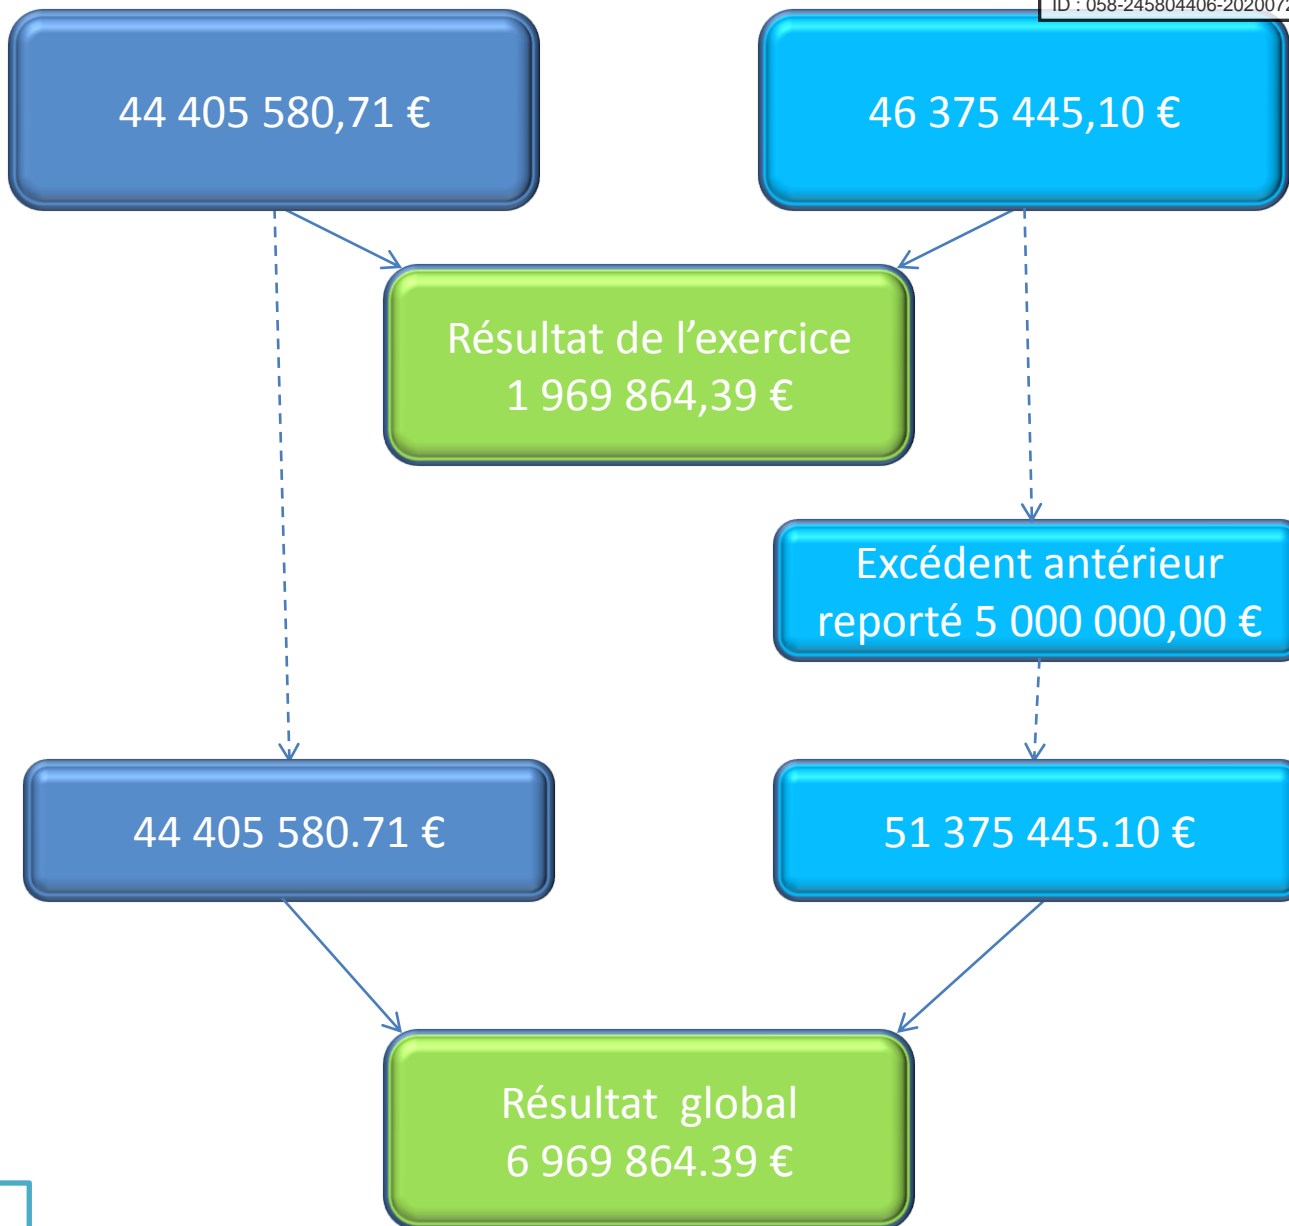 ID : 058-245804406-2020072
44 405 580,71 €
46 375 445,10 €
Résultat de l’exercice
1 969 864,39 €
Excédent antérieur
reporté 5 000 000,00 €
44 405 580.71 €
51 375 445.10 €
Résultat  global
6 969 864.39 €